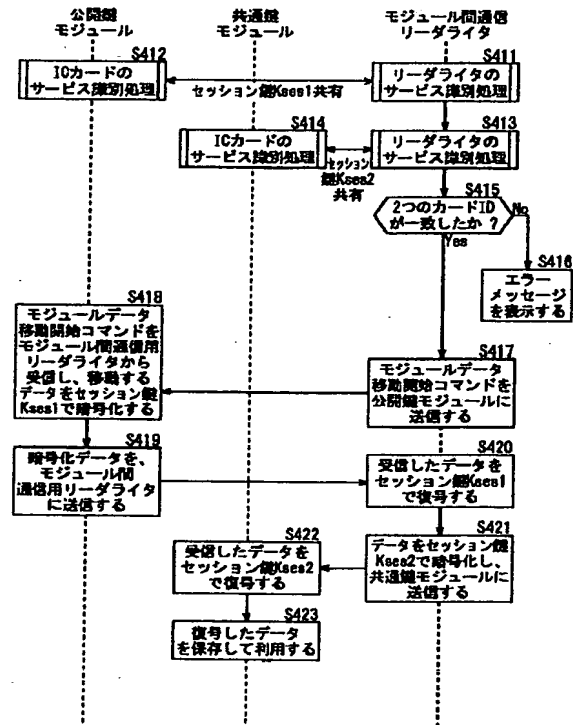 公開鍵
モジュール
共通鍵
モジュール
モジュール間通信
リーダライタ
S412
ICカードの
サービス識別処理
セッション鍵Kses1共有
S411
リーダライタの
サービス識別処理
S414
ICカードの
サービス識別処理
セッション
鍵Kses2
共有
S413
リーダライタの
サービス識別処理
S415
2つのカードID
が一致したか？
No
Yes
S416
エラー
メッセージ
を表示する
S418
モジュールデータ
移動開始コマンドを
モジュール間通信用
リーダライタから
受信し、移動する
データをセッション鍵
Kses1で暗号化する
S417
モジュールデータ
移動開始コマンドを
公開鍵モジュールに
送信する
S419
暗号化データを、
モジュール間
通信用リーダライタ
に送信する
S420
受信したデータを
セッション鍵Kses1
で復号する
S421
データをセッション鍵
Kses2で暗号化し、
共通鍵モジュールに
送信する
S422
受信したデータを
セッション鍵Kses2
で復号する
S423
復号したデータ
を保存して利用する